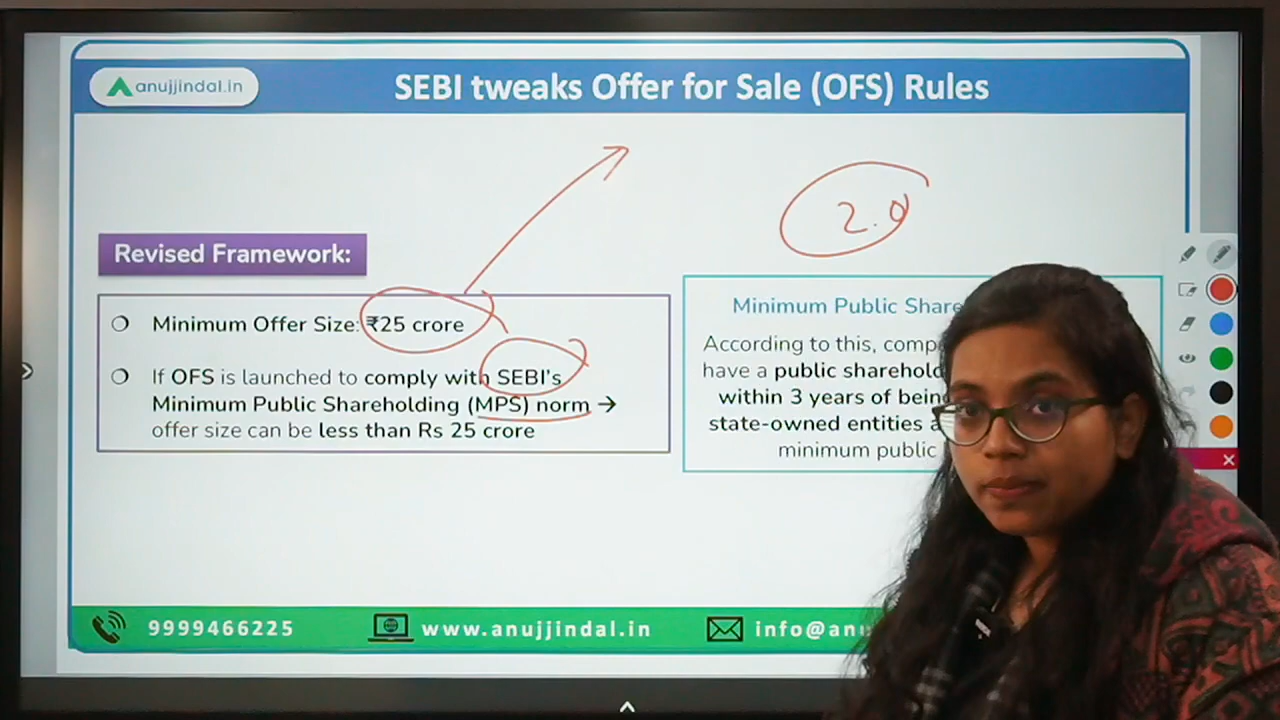 anujjindal.in
SEBI tweaks Offer for Sale (OFS) Rules
2.0
Revised Framework:
Minimum Offer Size: ₹25 crore
If OFS is launched to comply with SEBI's
Minimum Public Shareholding (MPS) norm →
offer size can be less than Rs 25 crore
Minimum Public Share
According to this, comp
have a public sharehold
within 3 years of bein
state-owned entities a
minimum public
9999466225
www.anujjindal.in
info@anu